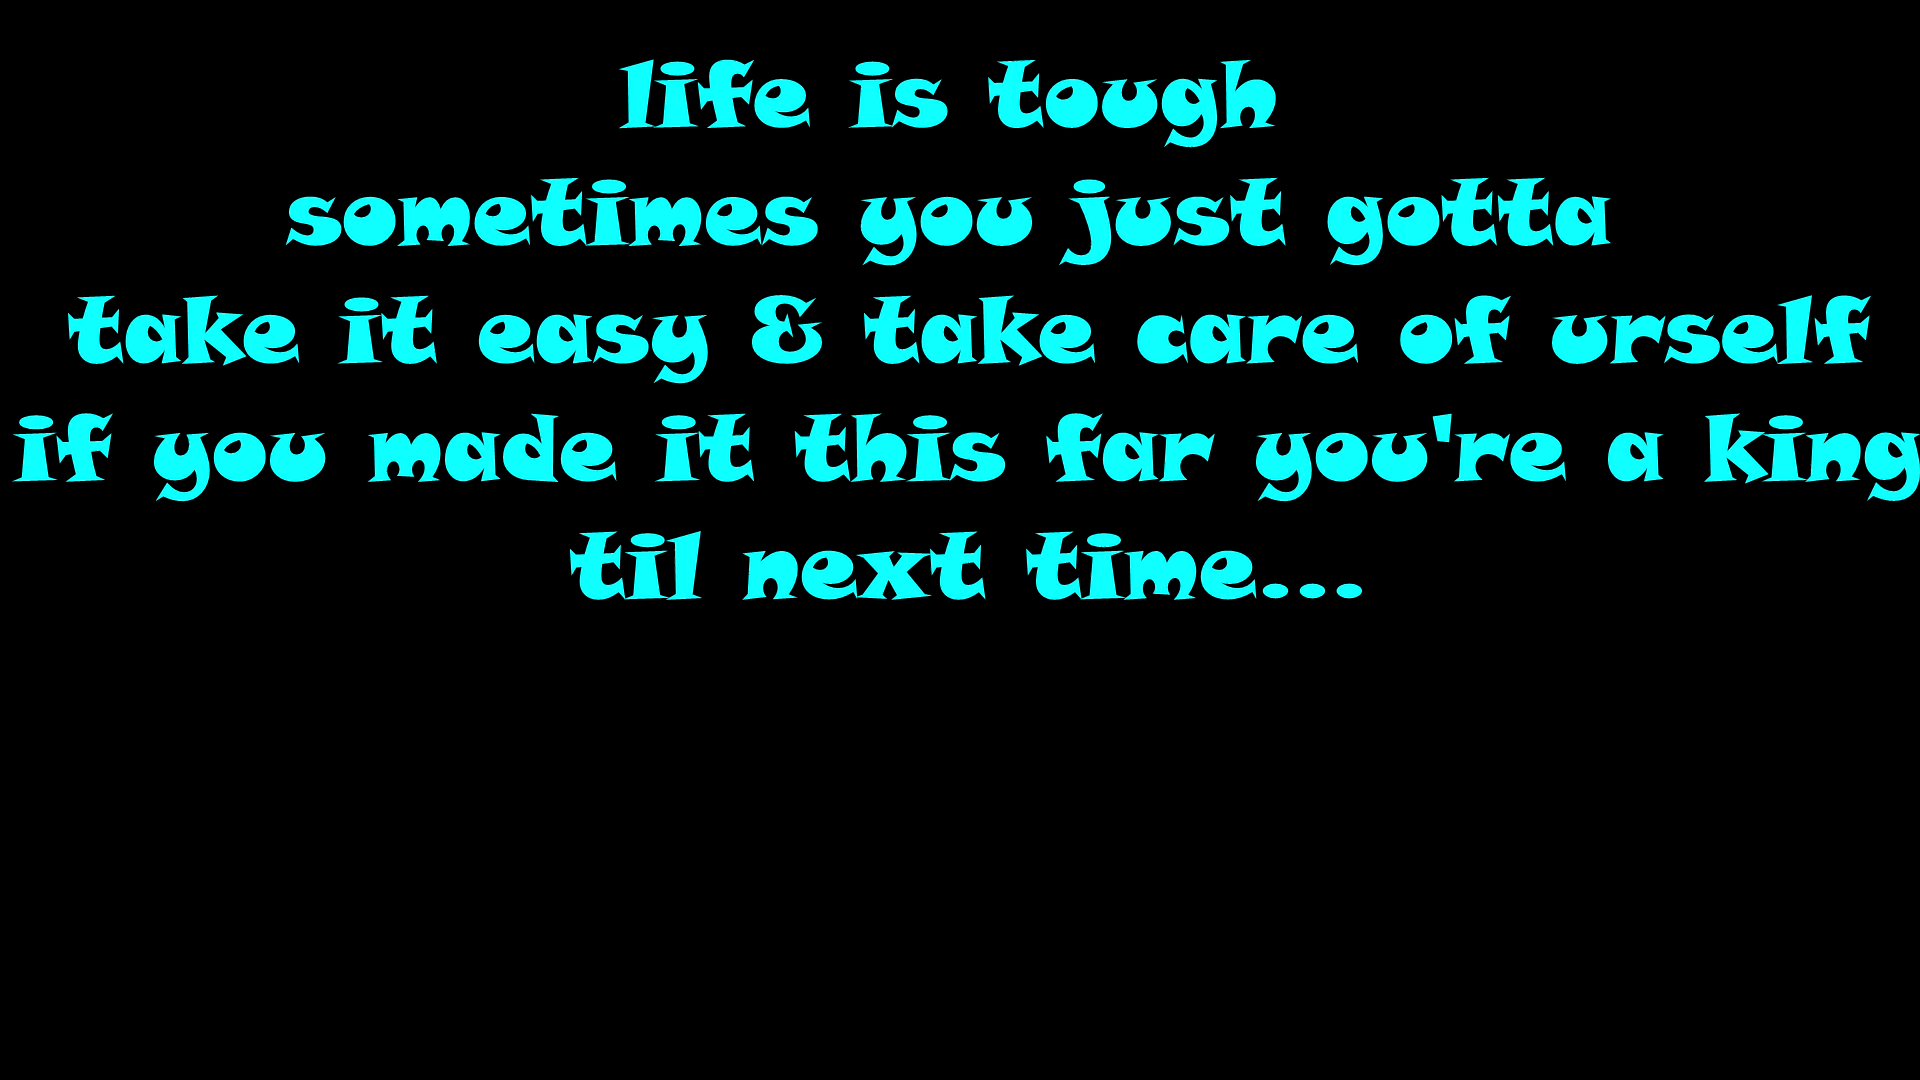 life is tough
sometimes you just gotta
take it easy & take care of urself
if you made it this far you're a king
til next time...